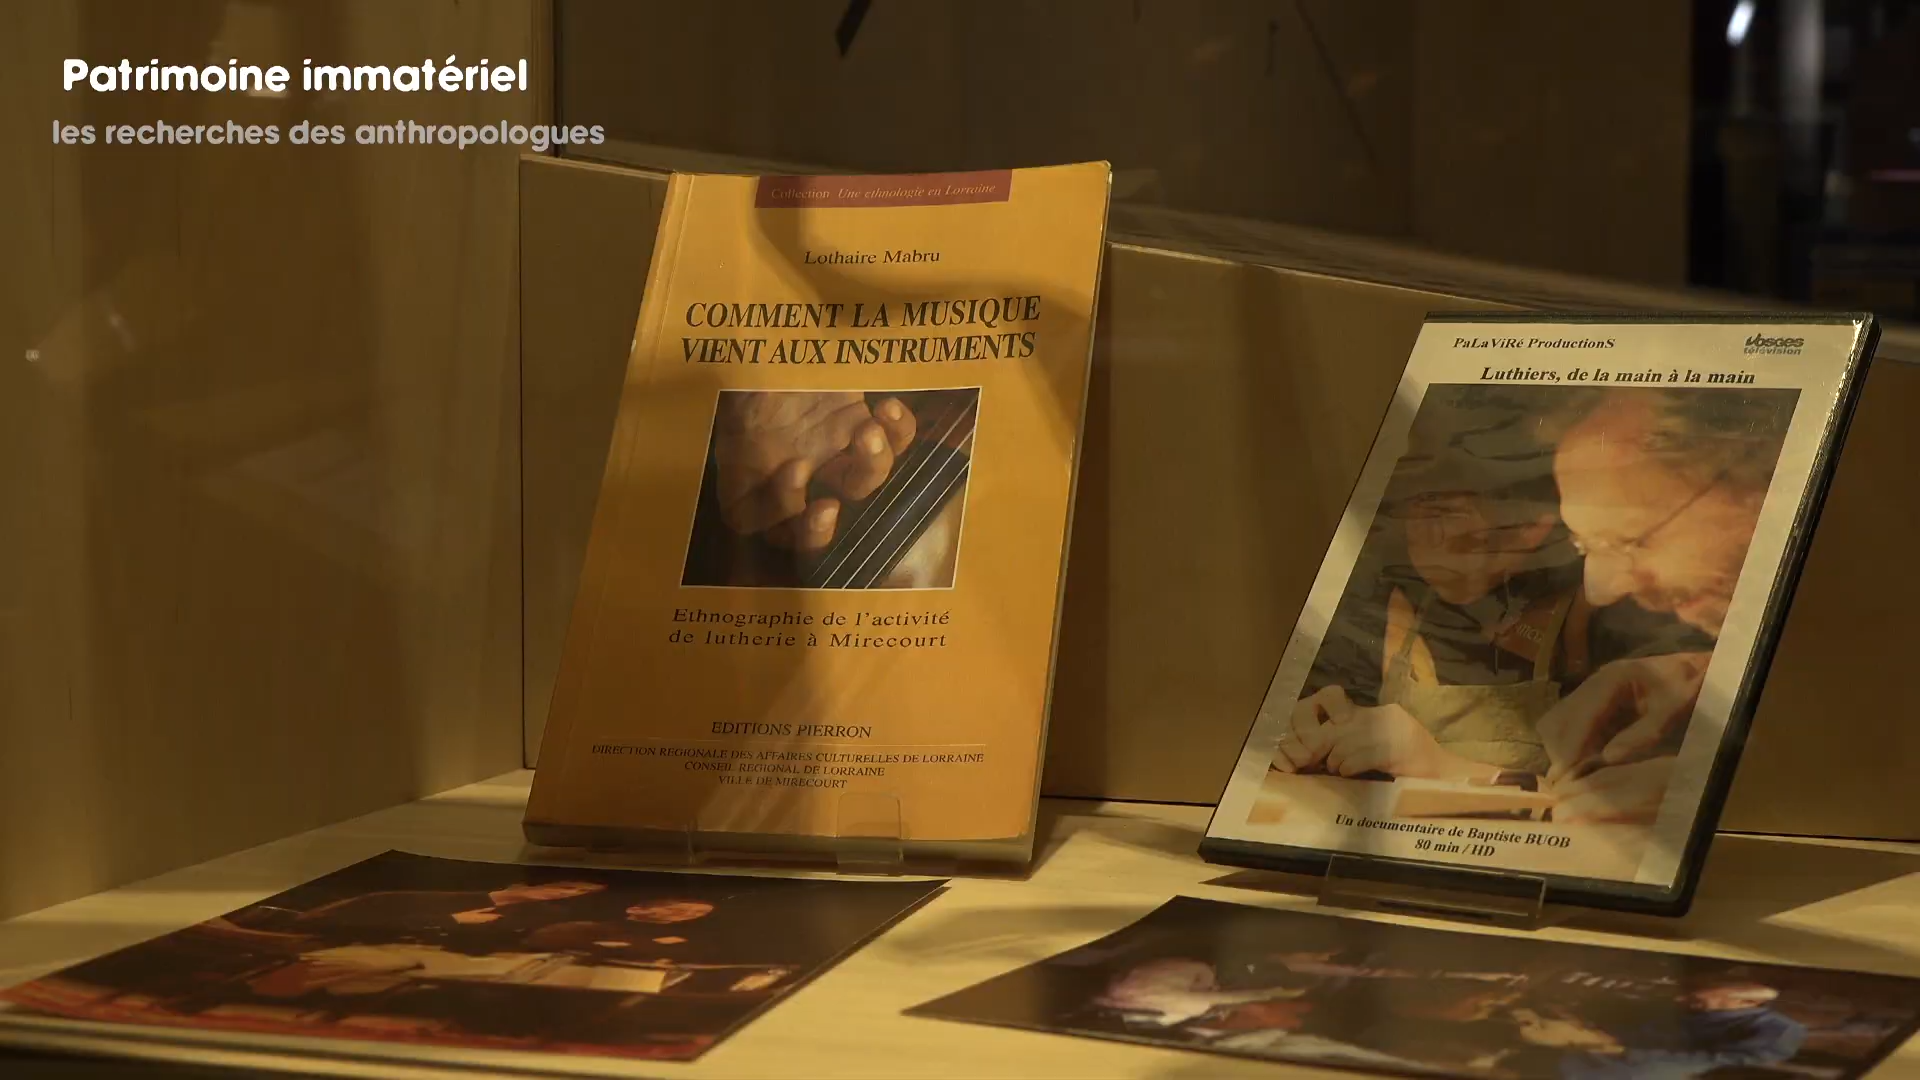 Patrimoine immatériel
les recherches des anthropologues
Collection Une ethnologie en Lorraine
Lothaire Mabru
COMMENT LA MUSIQUE
VIENT AUX INSTRUMENTS
Ethnographie de l'activité
de lutherie à Mirecourt
EDITIONS PIERRON
DIRECTION REGIONALE DES AFFAIRES CULTURELLES DE LORRAINE
CONSEIL REGIONAL DE LORRAINE
VILLE DE MIRECOURT
PaLaViRé ProductionS
Vosges
télévision
Luthiers, de la main à la main
Un documentaire de Baptiste BUOB
80 min / HD